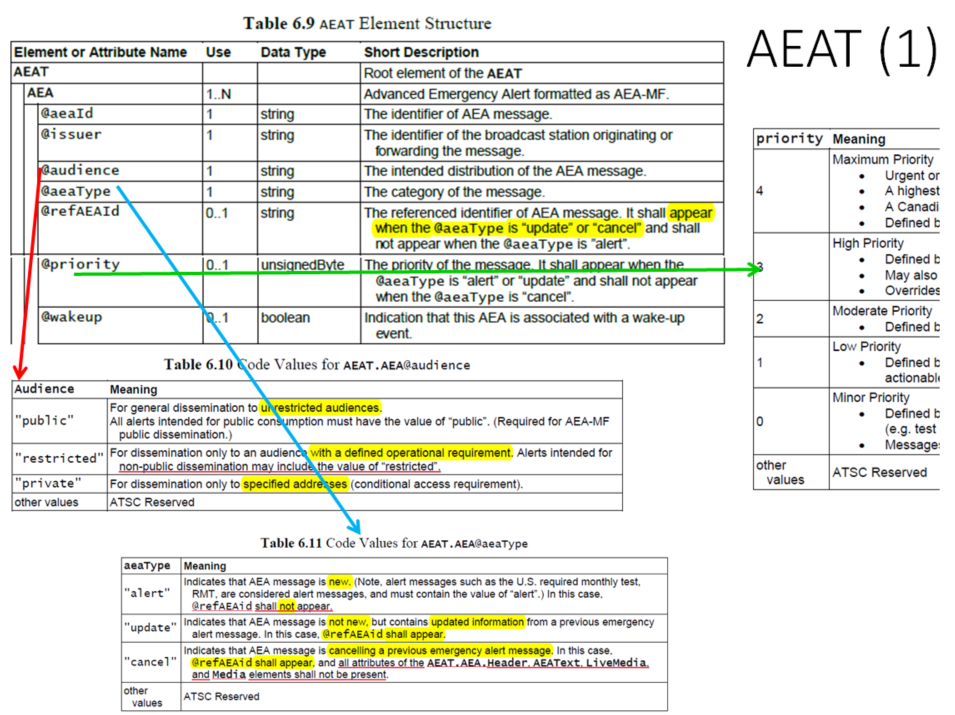 Table 6.9 AEAT Element Structure
AEAT (1)
Element or Attribute Name Use Data Type Short Description
AEAT Root element of the AEAT
AEA 1..N Advanced Emergency Alert formatted as AEA-MF.
@aeaId 1 string The identifier of AEA message.
@issuer 1 string The identifier of the broadcast station originating or
forwarding the message.
@audience 1 string The intended distribution of the AEA message.
@aeaType 1 string The category of the message.
@refAEAId 0..1 string The referenced identifier of AEA message. It shall appear
when the @aeaType is “update” or “cancel” and shall
not appear when the @aeaType is “alert”.
@priority 0..1 unsignedByte The priority of the message. It shall appear when the
@aeaType is “alert” or “update” and shall not appear
when the @aeaType is “cancel”.
@wakeup 0..1 boolean Indication that this AEA is associated with a wake-up
event.
priority Meaning
4 Maximum Priority
• Urgent or
• A highest
• A Canadi
• Defined b
3 High Priority
• Defined b
• May also
• Overrides
2 Moderate Priority
• Defined b
1 Low Priority
• Defined b
actionable
0 Minor Priority
• Defined b
(e.g. test
• Message
other
values ATSC Reserved
Table 6.10 Code Values for AEAT.AEA@audience
Audience Meaning
"public" For general dissemination to unrestricted audiences.
All alerts intended for public consumption must have the value of “public”. (Required for AEA-MF
public dissemination.)
"restricted" For dissemination only to an audience with a defined operational requirement. Alerts intended for
non-public dissemination may include the value of “restricted”.
"private" For dissemination only to specified addresses (conditional access requirement).
other values ATSC Reserved
Table 6.11 Code Values for AEAT.AEA@aeaType
aeaType Meaning
"alert" Indicates that AEA message is new. (Note, alert messages such as the U.S. required monthly test,
RMT, are considered alert messages, and must contain the value of “alert”.) In this case,
@refAEAid shall not appear.
"update" Indicates that AEA message is not new, but contains updated information from a previous emergency
alert message. In this case, @refAEAid shall appear.
"cancel" Indicates that AEA message is cancelling a previous emergency alert message. In this case,
@refAEAid shall appear, and all attributes of the AEAT.AEA.Header, AEAText, LiveMedia,
and Media elements shall not be present.
other
values ATSC Reserved